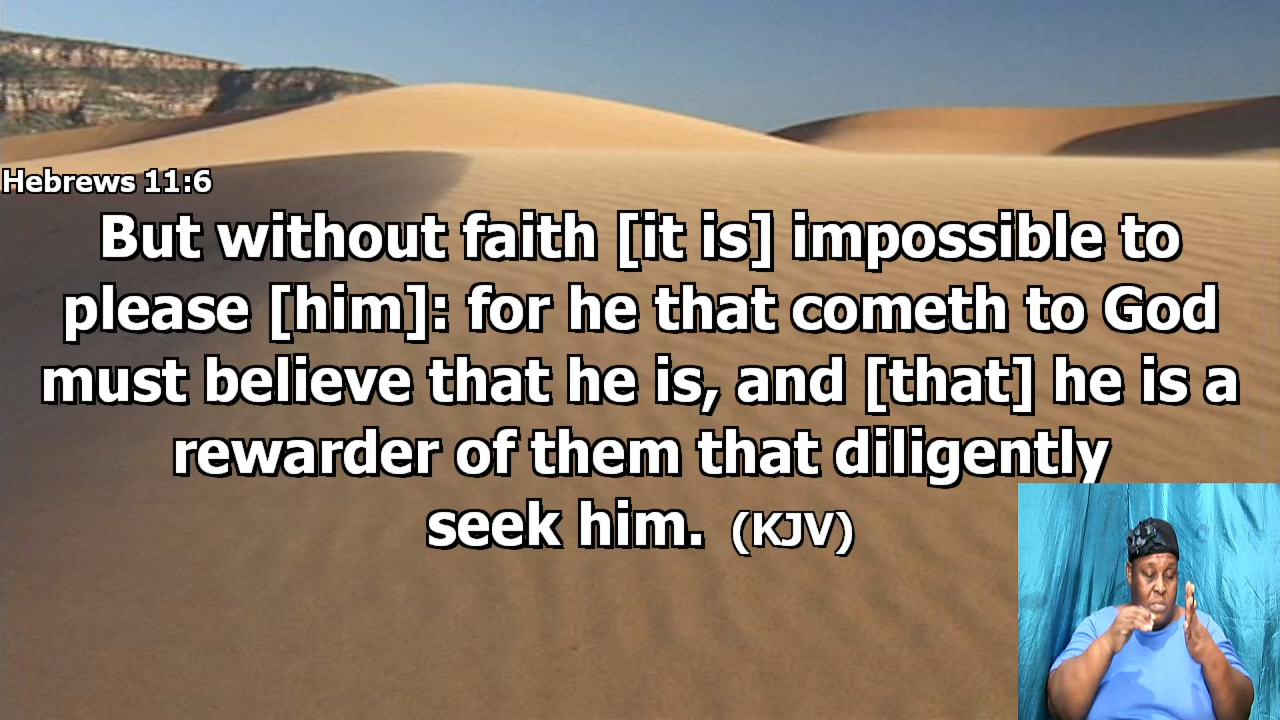 Hebrews 11:6
But without faith [it is] impossible to
please [him]: for he that cometh to God
must believe that he is, and [that] he is a
rewarder of them that diligently
seek him. (KJV)